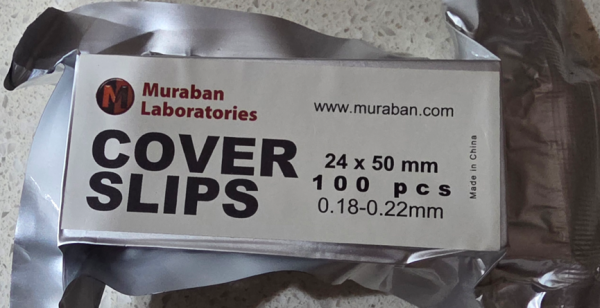 M
Muraban
Laboratories
www.muraban.com
COVER
SLIPS
24 x 50 mm
100 pcs
0.18-0.22mm
Made in China